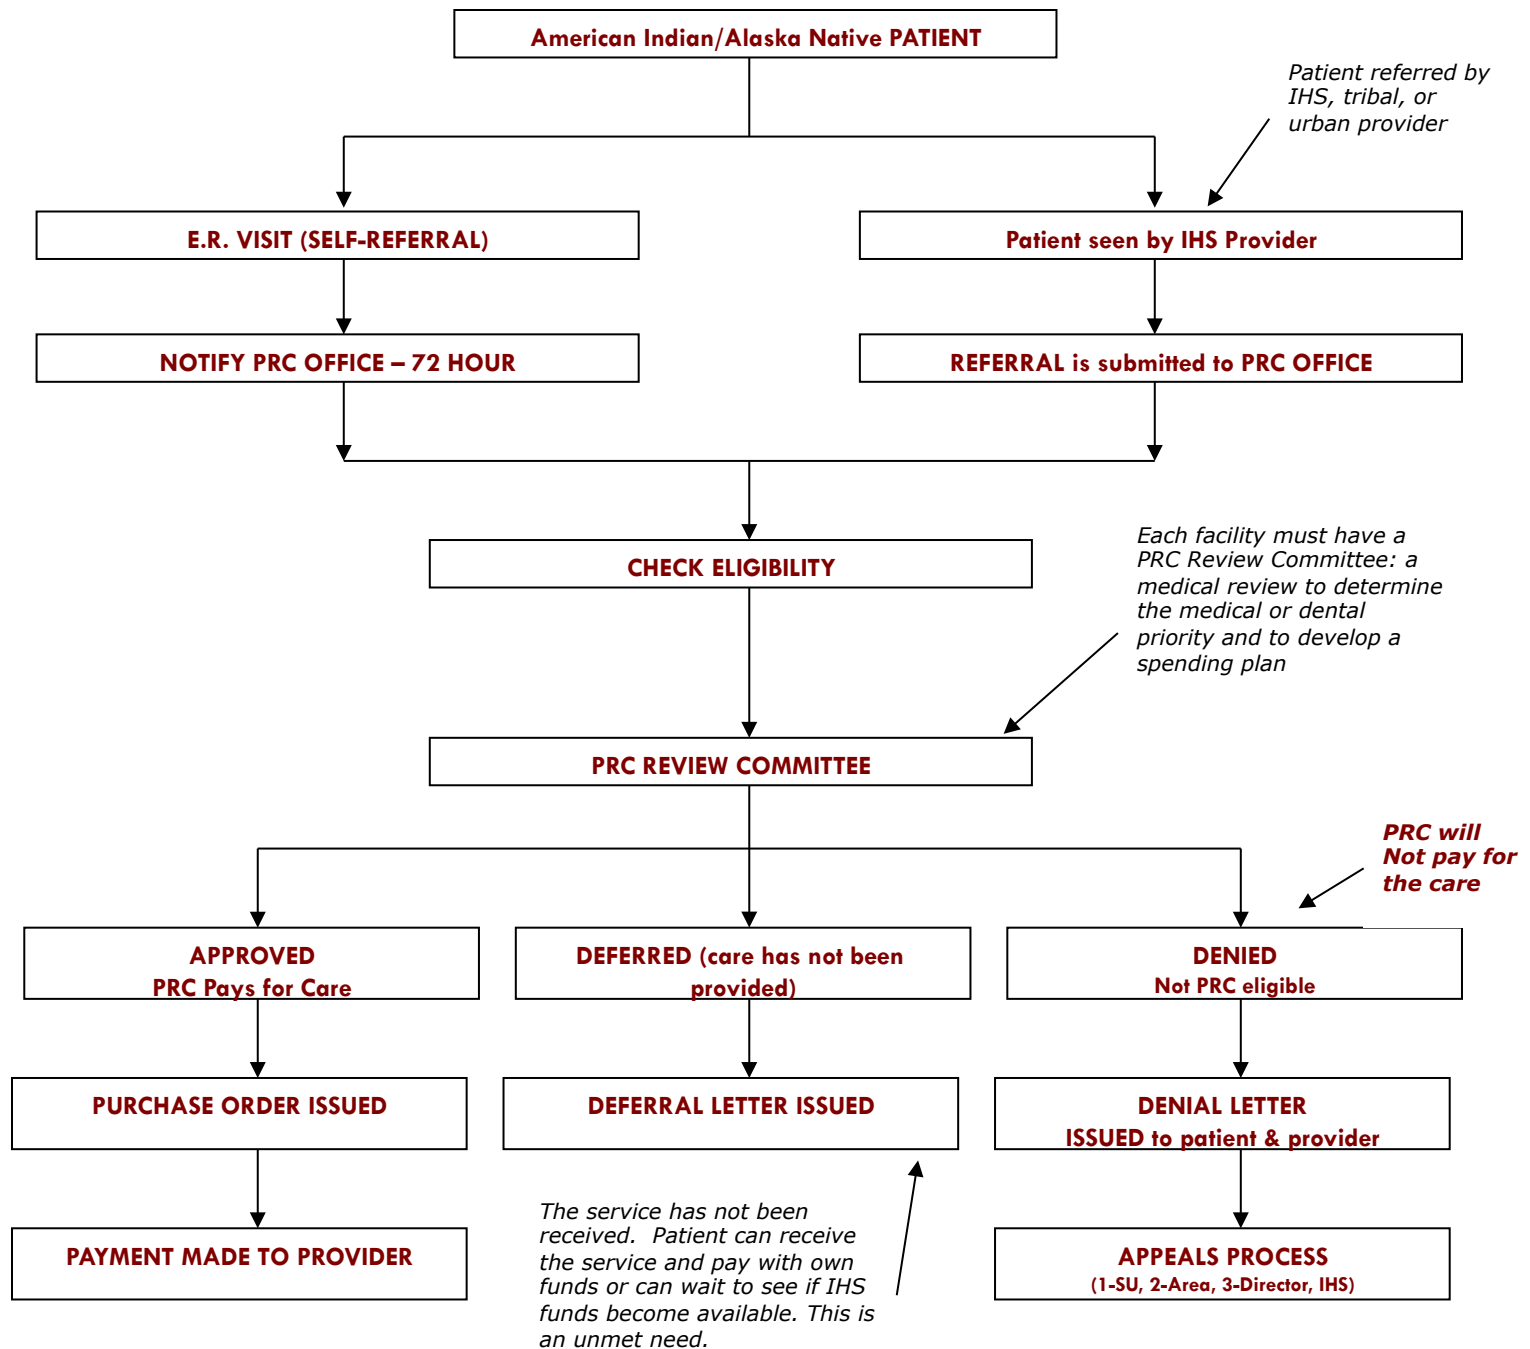 American Indian/Alaska Native PATIENT
Patient referred by
IHS, tribal, or
urban provider
E.R. VISIT (SELF-REFERRAL)
Patient seen by IHS Provider
NOTIFY PRC OFFICE – 72 HOUR
REFERRAL is submitted to PRC OFFICE
CHECK ELIGIBILITY
Each facility must have a
PRC Review Committee: a
medical review to determine
the medical or dental
priority and to develop a
spending plan
PRC REVIEW COMMITTEE
PRC will
Not pay for
the care
APPROVED
PRC Pays for Care
DEFERRED (care has not been
provided)
DENIED
Not PRC eligible
PURCHASE ORDER ISSUED
DEFERRAL LETTER ISSUED
DENIAL LETTER
ISSUED to patient & provider
The service has not been
received.  Patient can receive
the service and pay with own
funds or can wait to see if IHS
funds become available. This is
an unmet need.
PAYMENT MADE TO PROVIDER
APPEALS PROCESS
(1-SU, 2-Area, 3-Director, IHS)